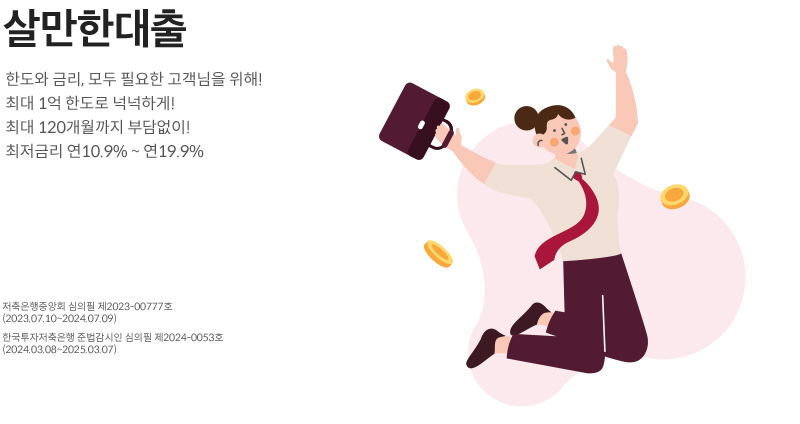 살만한대출
한도와 금리, 모두 필요한 고객님을 위해!
최대 1억 한도로 넉넉하게!
최대 120개월까지 부담없이!
최저금리 연10.9% ~ 연19.9%
저축은행중앙회 심의필 제2023-00777호
(2023.07.10~2024.07.09)
한국투자저축은행 준법감시인 심의필 제2024-0053호
(2024.03.08~2025.03.07)